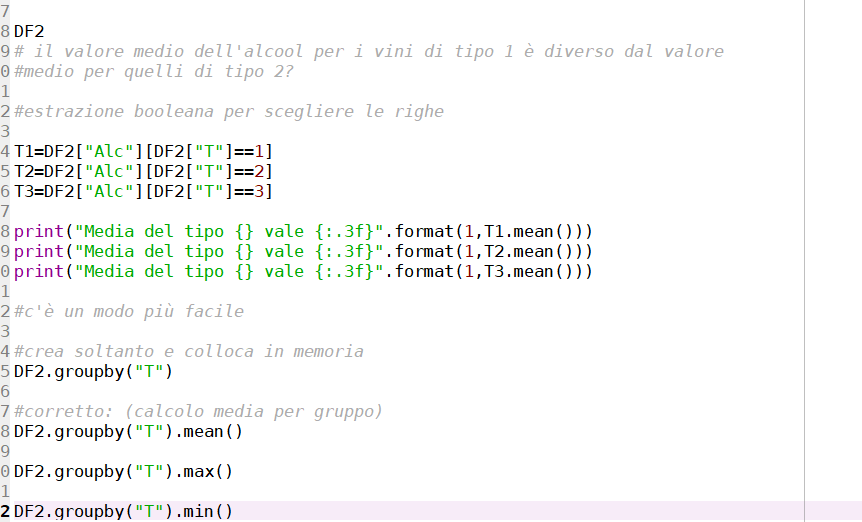 7
8 DF2
9 # il valore medio dell'alcool per i vini di tipo 1 è diverso dal valore
0 #medio per quelli di tipo 2?
1
2 #estrazione booleana per scegliere le righe
3
4 T1=DF2["Alc"][DF2["T"]==1]
5 T2=DF2["Alc"][DF2["T"]==2]
6 T3=DF2["Alc"][DF2["T"]==3]
7
8 print("Media del tipo {} vale {:.3f}".format(1,T1.mean()))
9 print("Media del tipo {} vale {:.3f}".format(1,T2.mean()))
0 print("Media del tipo {} vale {:.3f}".format(1,T3.mean()))
1
2 #c'è un modo più facile
3
4 #crea soltanto e colloca in memoria
5 DF2.groupby("T")
6
7 #corretto: (calcolo media per gruppo)
8 DF2.groupby("T").mean()
9
0 DF2.groupby("T").max()
1
2 DF2.groupby("T").min()